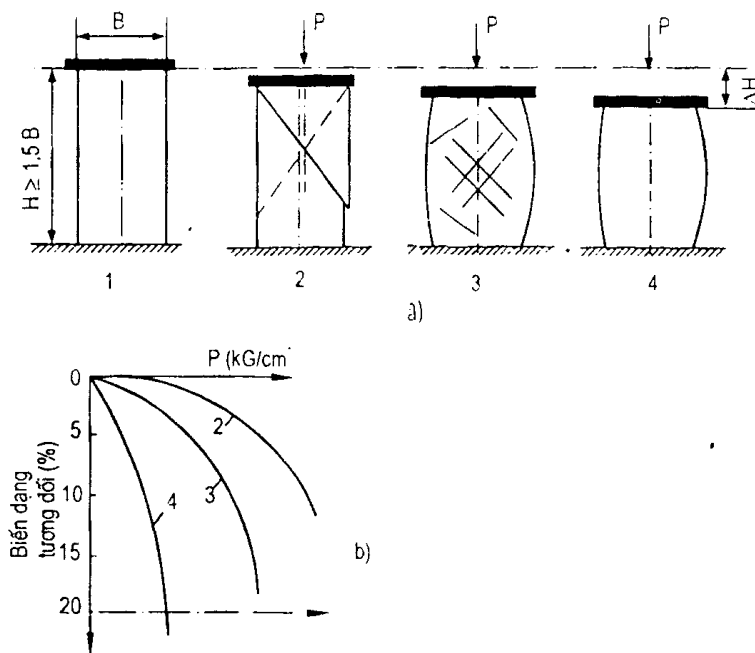 B
P
P
P
H ≥ 1,5 B
ΔH
1
2
3
4
a)
P (kG/cm
0
5
10
15
20
Biến dạng
tương dối (%)
2
3
4
b)